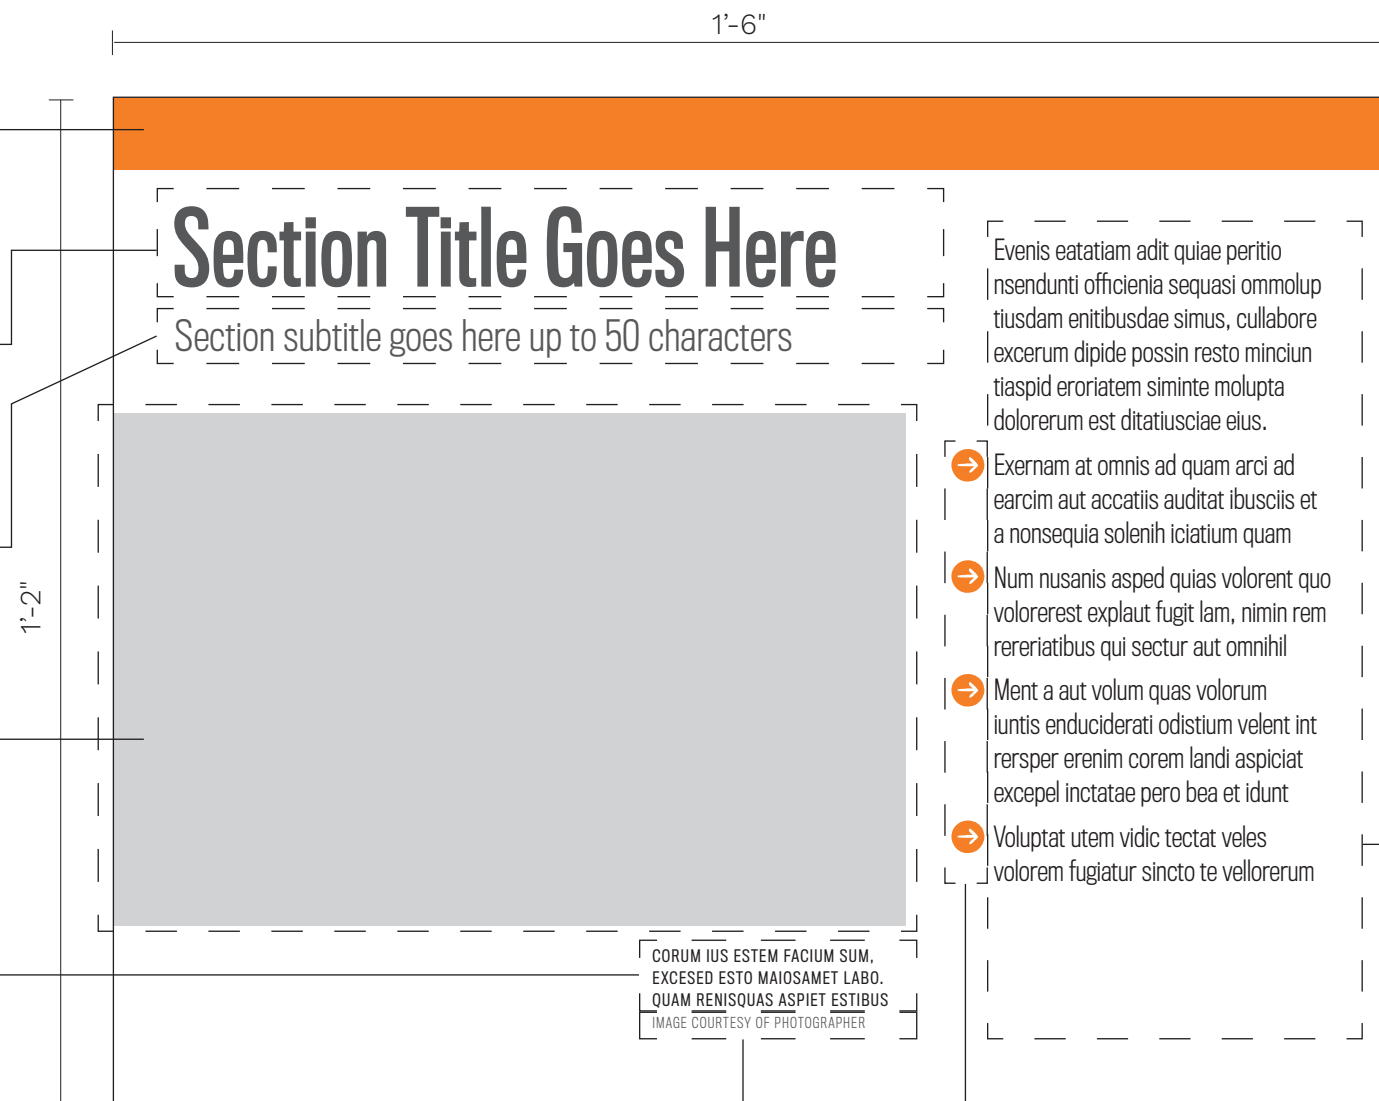 1’-6"
Section Title Goes Here
Section subtitle goes here up to 50 characters
1’-2"
Evenis eatatiam adit quiae peritio
nsendunti officienia sequasi ommolup
tiusdam enitibusdae simus, cullabore
excerum dipide possin resto minciun
tiaspid eroriatem siminte molupta
dolorerum est ditatiusciae eius.
Exernam at omnis ad quam arci ad
earcim aut accatiis auditat ibusciis et
a nonsequia solenih iciatium quam
Num nusanis asped quias volorent quo
volorerest explaut fugit lam, nimin rem
rereriatibus qui sectur aut omnihil
Ment a aut volum quas volorum
iuntis enduciderati odistium velent int
rersper erenim corem landi aspiciat
excepel inctatae pero bea et idunt
Voluptat utem vidic tectat veles
volorem fugiatur sincto te vellorerum
CORUM IUS ESTEM FACIUM SUM,
EXCESED ESTO MAIOSAMET LABO.
QUAM RENISQUAS ASPIET ESTIBUS
IMAGE COURTESY OF PHOTOGRAPHER